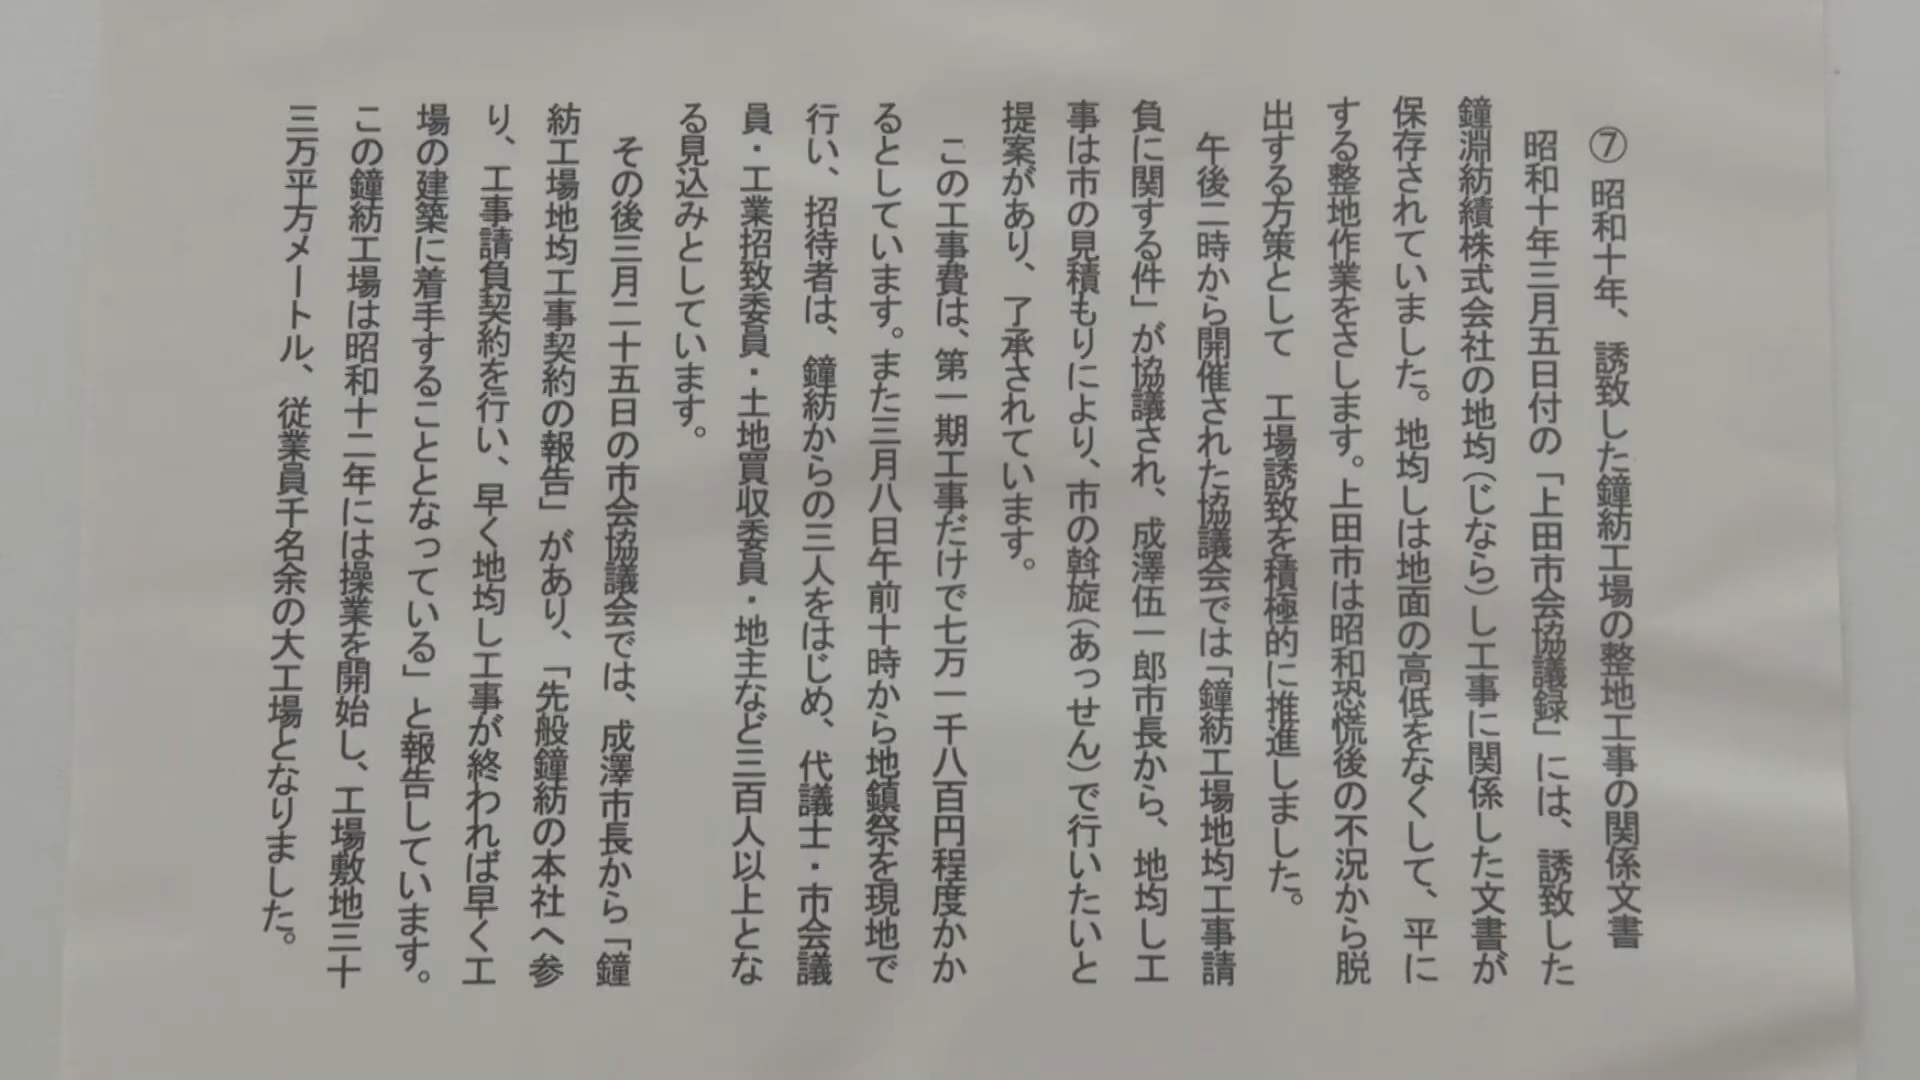 ⑦ 昭和十年、誘致した鐘紡工場の整地工事の関係文書
昭和十年三月五日付の「上田市会協議録」には、誘致した
鐘淵紡績株式会社の地均（じなら）し工事に関係した文書が
保存されていました。地均しは地面の高低をなくして、平に
する整地作業をさします。上田市は昭和恐慌後の不況から脱
出する方策として 工場誘致を積極的に推進しました。
午後二時から開催された協議会では「鐘紡工場地均工事請
負に関する件」が協議され、成澤伍一郎市長から、地均し工
事は市の見積もりにより、市の斡旋（あっせん）で行いたいと
提案があり、了承されています。
この工事費は、第一期工事だけで七万一千八百円程度かか
るとしています。また三月八日午前十時から地鎮祭を現地で
行い、招待者は、鐘紡からの三人をはじめ、代議士・市会議
員・工業招致委員・土地買収委員・地主など三百人以上とな
る見込みとしています。
その後三月二十五日の市会協議会では、成澤市長から「鐘
紡工場地均工事契約の報告」があり、「先般鐘紡の本社へ参
り、工事請負契約を行い、早く地均し工事が終われば早く工
場の建築に着手することとなっている」と報告しています。
この鐘紡工場は昭和十二年には操業を開始し、工場敷地三十
三万平方メートル、従業員千名余の大工場となりました。